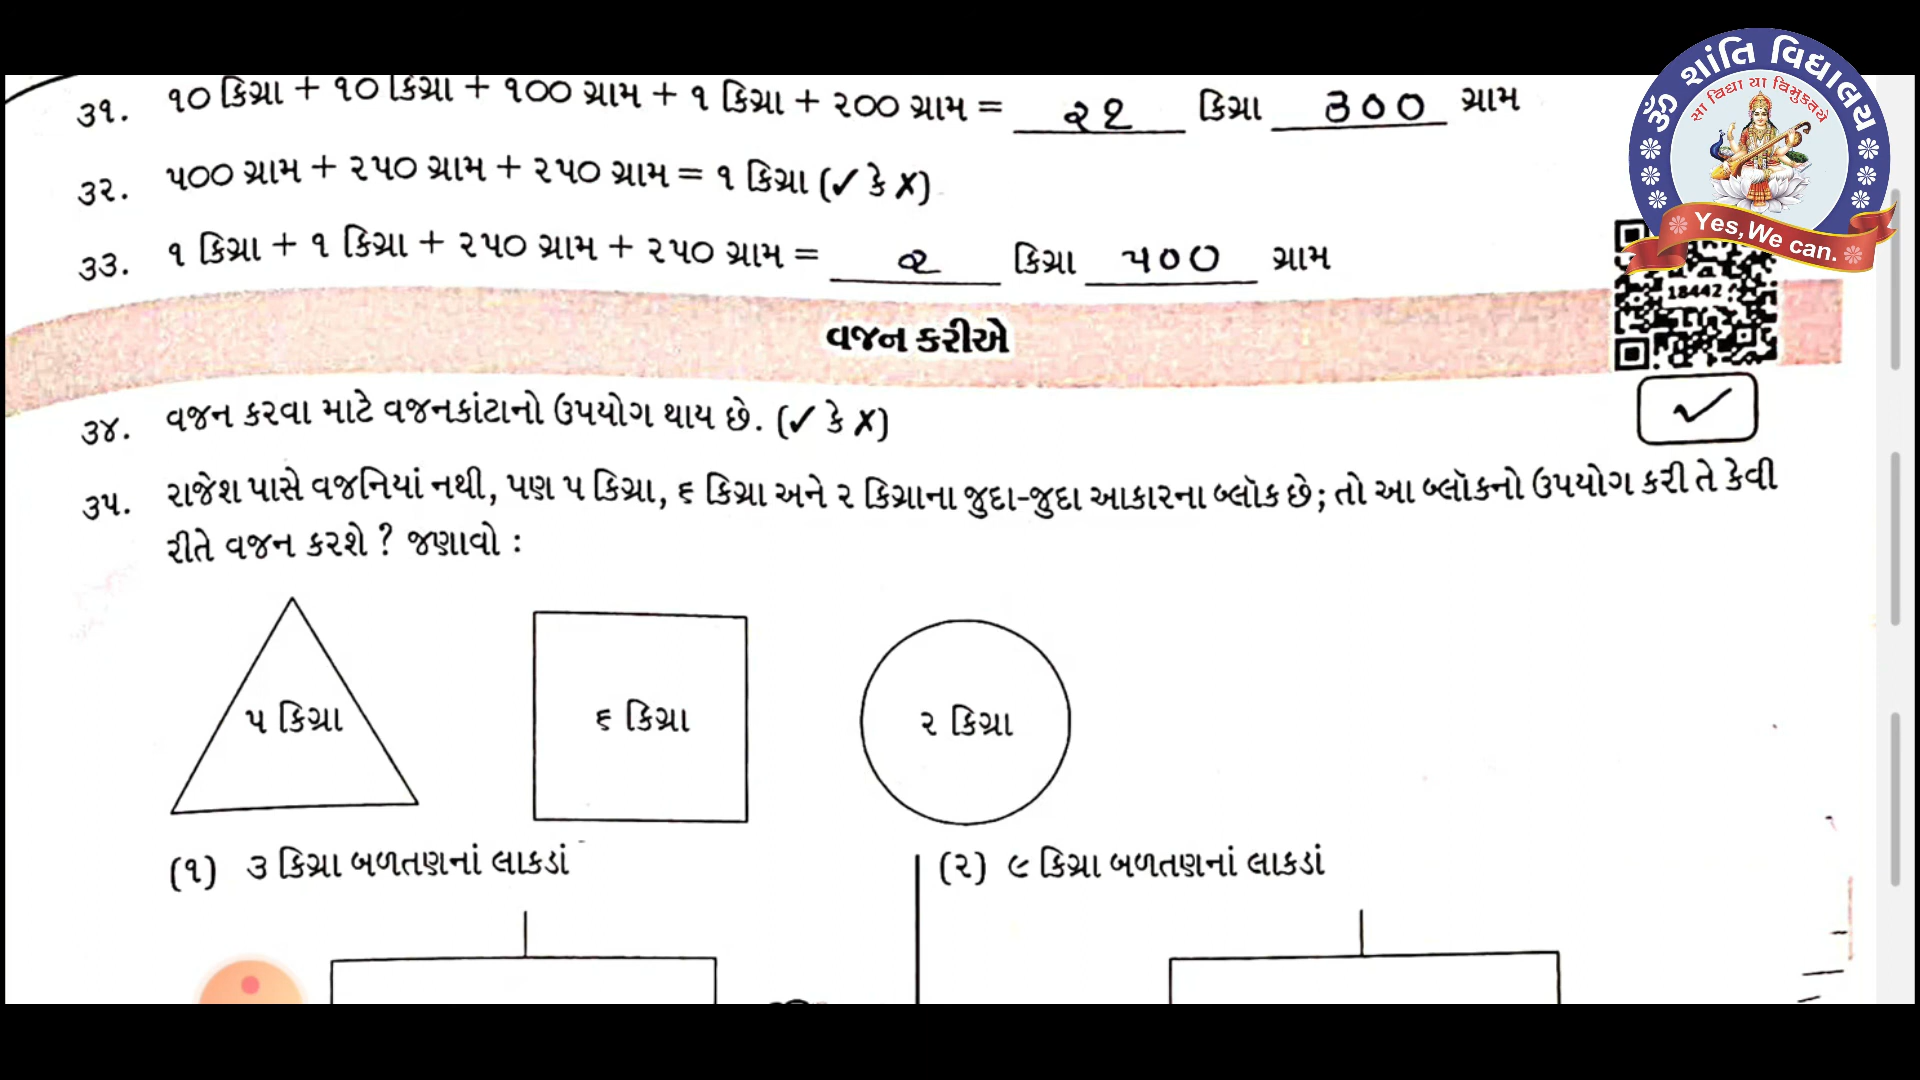 ૩૧. ૧૦ કિગ્રા + ૧૦ કિગ્રા + ૧૦૦ ગ્રામ + ૧ કિગ્રા + ૨૦૦ ગ્રામ = ૨૧ કિગ્રા ૩૦૦ ગ્રામ
૩૨. ૫૦૦ ગ્રામ + ૨૫૦ ગ્રામ + ૨૫૦ ગ્રામ = ૧ કિગ્રા (✓ કે ✗)
૩૩. ૧ કિગ્રા + ૧ કિગ્રા + ૨૫૦ ગ્રામ + ૨૫૦ ગ્રામ = ૨ કિગ્રા ૫૦૦ ગ્રામ
ૐ શાંતિ વિદ્યાલય
સા વિદ્યા યા વિમુક્તયે
Yes, We can.
18442
વજન કરીએ
૩૪. વજન કરવા માટે વજનકાંટાનો ઉપયોગ થાય છે. (✓ કે ✗) ✓
૩૫. રાજેશ પાસે વજનિયાં નથી, પણ ૫ કિગ્રા, ૬ કિગ્રા અને ૨ કિગ્રાના જુદા-જુદા આકારના બ્લૉક છે; તો આ બ્લૉકનો ઉપયોગ કરી તે કેવી
રીતે વજન કરશે ? જણાવો :
૫ કિગ્રા ૬ કિગ્રા ૨ કિગ્રા
(૧) ૩ કિગ્રા બળતણનાં લાકડાં
(૨) ૯ કિગ્રા બળતણનાં લાકડાં